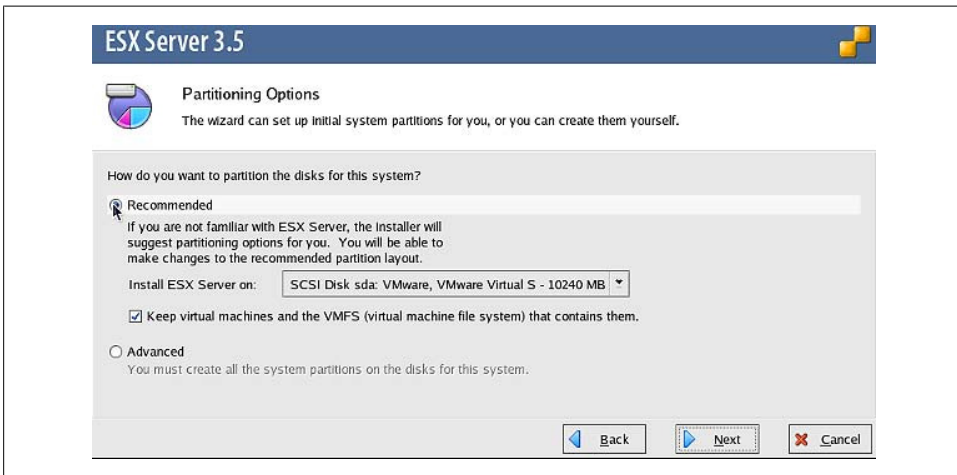 ESX Server 3.5
Partitioning Options
The wizard can set up initial system partitions for you, or you can create them yourself.
How do you want to partition the disks for this system?
Recommended
If you are not familiar with ESX Server, the installer will
suggest partitioning options for you. You will be able to
make changes to the recommended partition layout.
Install ESX Server on: SCSI Disk sda: VMware, VMware Virtual S - 10240 MB
Keep virtual machines and the VMFS (virtual machine file system) that contains them.
Advanced
You must create all the system partitions on the disks for this system.
Back Next Cancel